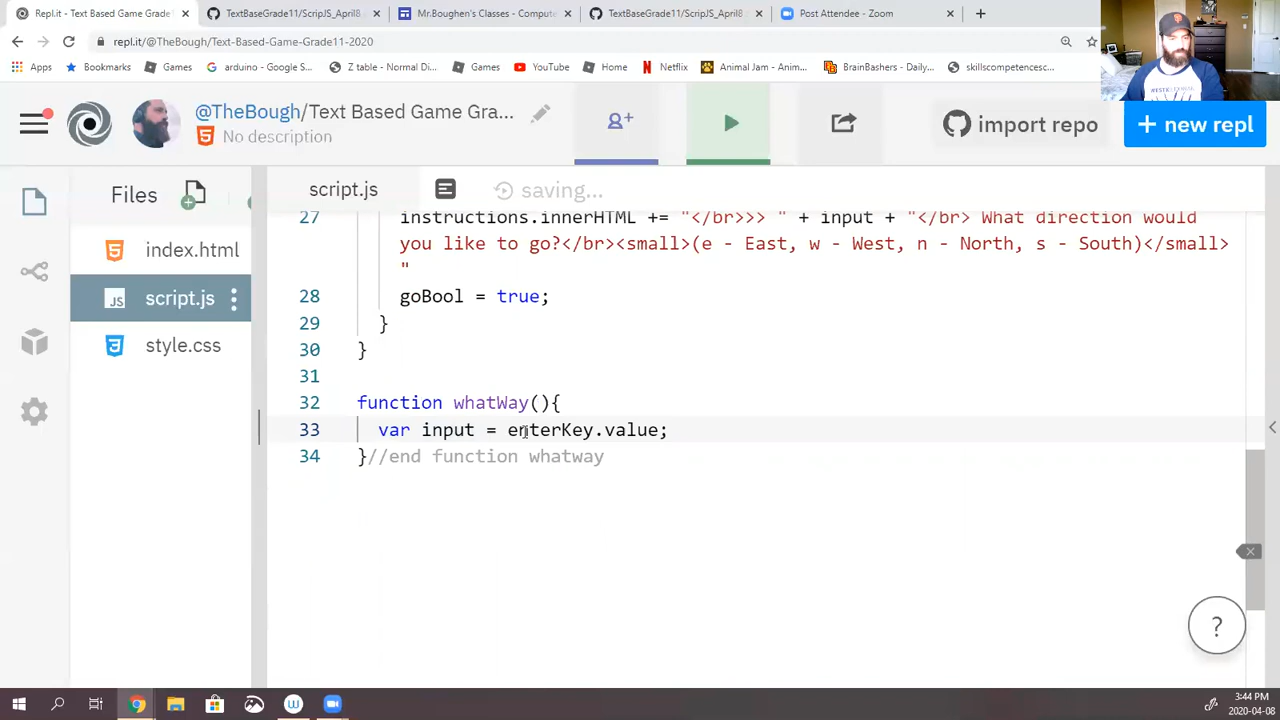 Repl.it - Text Based Game Grade1
TextBaseGrade11/ScripJS_April8
Mr.Boughen's Classes - Compute
TextBaseGrade11/ScripJS_April8
Post Attendee - Zoom
repl.it/@TheBough/Text-Based-Game-Grade11-2020
Apps
Bookmarks
Games
arduino - Google S...
Z table - Normal Di...
Games
YouTube
Home
Netflix
Animal Jam - Anim...
BrainBashers - Daily...
skillscompetencesc...
@TheBough/Text Based Game Gra...
No description
import repo
+ new repl
Files
script.js
saving...
index.html
script.js
style.css
27 instructions.innerHTML += "</br>>> " + input + "</br> What direction would
you like to go?</br><small>(e - East, w - West, n - North, s - South)</small>
"
28 goBool = true;
29 }
30 }
31
32 function whatWay(){
33 var input = enterKey.value;
34 }//end function whatway
?
3:44 PM
2020-04-08